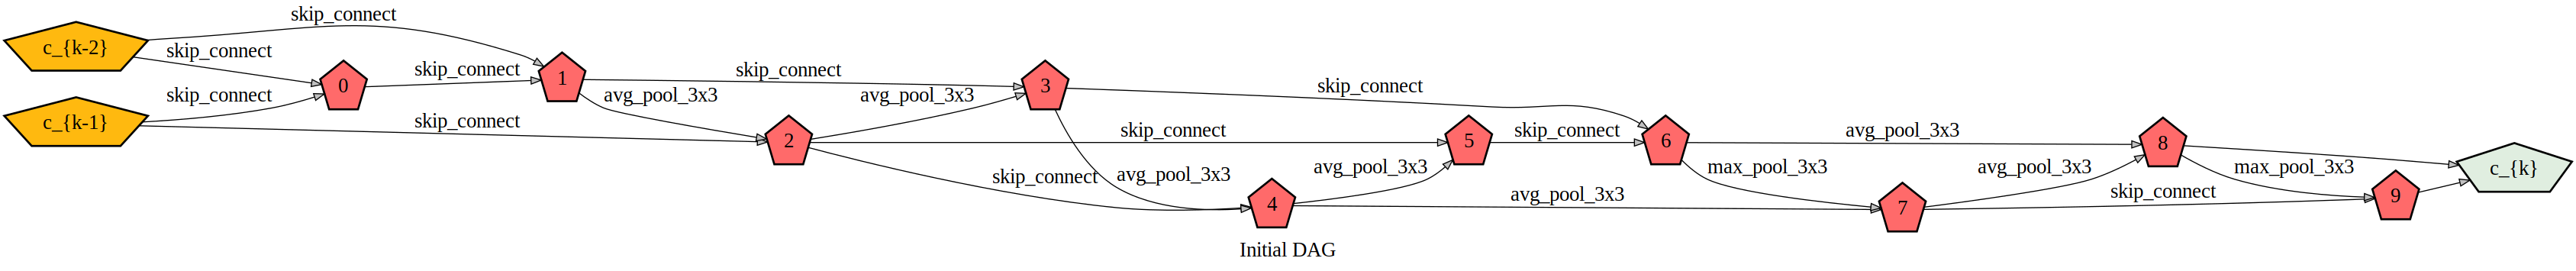 skip_connect
c_{k-2}
skip_connect
skip_connect
c_{k-1}
0
skip_connect
skip_connect
1
skip_connect
avg_pool_3x3
2
avg_pool_3x3
skip_connect
skip_connect
3
avg_pool_3x3
skip_connect
4
avg_pool_3x3
avg_pool_3x3
5
skip_connect
6
avg_pool_3x3
max_pool_3x3
7
avg_pool_3x3
skip_connect
8
max_pool_3x3
9
c_{k}
Initial DAG